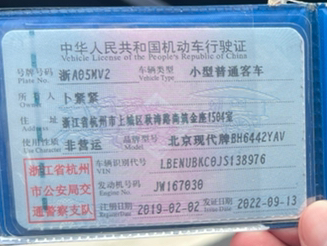 中华人民共和国机动车行驶证
Vehicle License of the People's Republic of China
号牌号码 浙A05MV2 车辆类型 小型普通客车
Plate No. Vehicle Type
所有人 卜紧紧
Owner
住址 浙江省杭州市上城区秋涛路尚筑金座1504室
Address
使用性质 非营运 品牌型号 北京现代牌BH6442YAV
Use Character Model
浙江省杭州
市公安局交
通警察支队
车辆识别代号 LBENUBKC0JS138976
VIN
发动机号码 JW167030
Engine No.
注册日期 2019-02-02 发证日期 2022-09-13
Register Date Issue Date